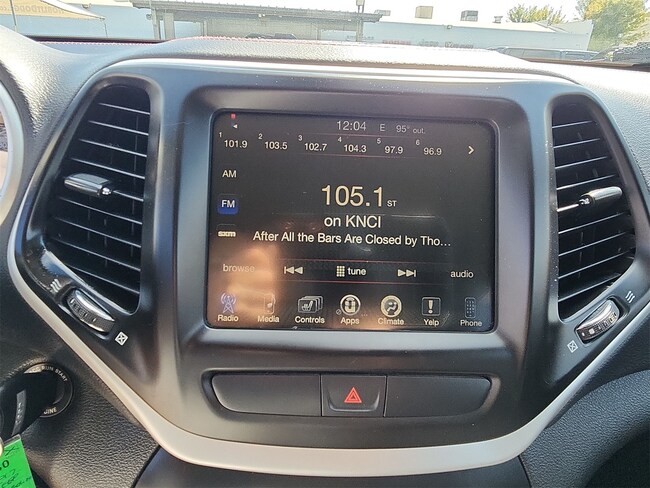 12:04 E 95° out.
1 101.9 2 103.5 3 102.7 4 104.3 5 97.9 6 96.9
AM
FM
105.1 ST
on KNCI
After All the Bars Are Closed by Tho...
browse tune audio
Radio Media Controls Apps Climate Yelp Phone
RUN START